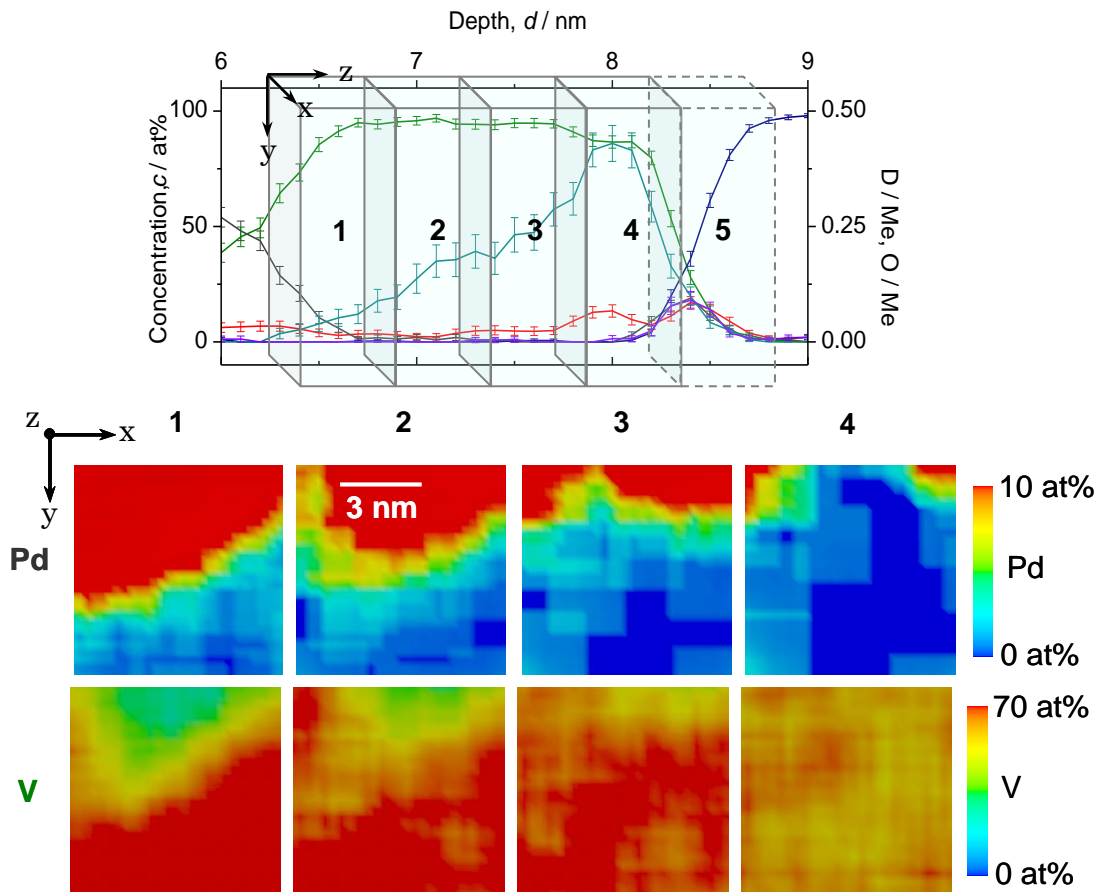 Depth, d / nm
6 7 8 9
z
x
y
100 0.50
50 0.25
0 0.00
Concentration,c / at%
D / Me, O / Me
1 2 3 4 5
z x
y
1 2 3 4
3 nm
Pd
10 at%
Pd
0 at%
V
70 at%
V
0 at%